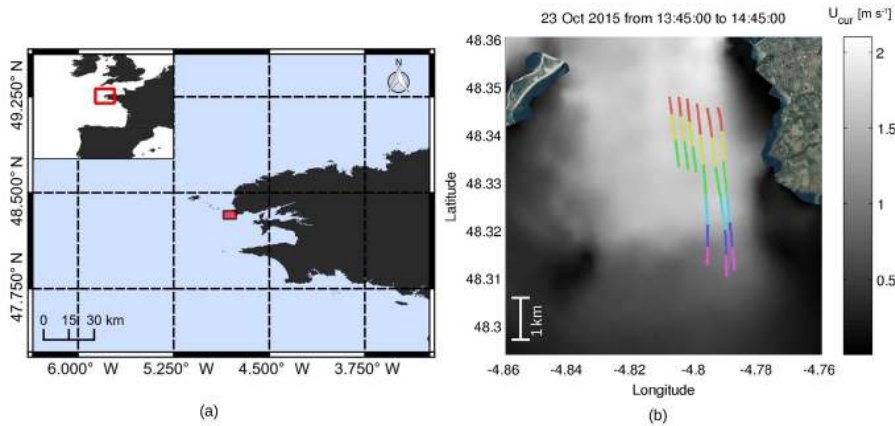 23 Oct 2015 from 13:45:00 to 14:45:00
U_cur [m s⁻¹]
N
49.250° N
48.500° N
47.750° N
0 15 30 km
6.000° W 5.250° W 4.500° W 3.750° W
(a)
48.36
48.35
48.34
48.33
48.32
48.31
48.3
Latitude
1 km
-4.86 -4.84 -4.82 -4.8 -4.78 -4.76
Longitude
2
1.5
1
0.5
(b)